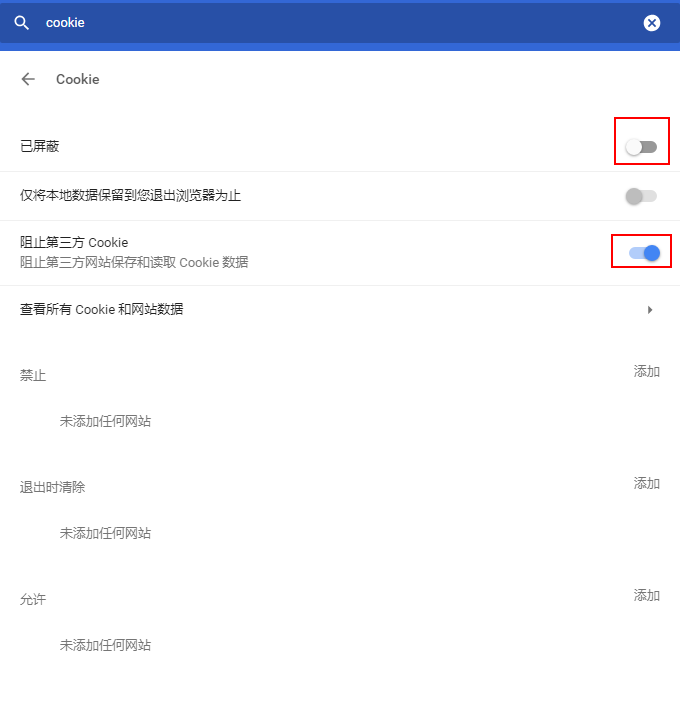 cookie
Cookie
已屏蔽
仅将本地数据保留到您退出浏览器为止
阻止第三方 Cookie
阻止第三方网站保存和读取 Cookie 数据
查看所有 Cookie 和网站数据
禁止
添加
未添加任何网站
退出时清除
添加
未添加任何网站
允许
添加
未添加任何网站